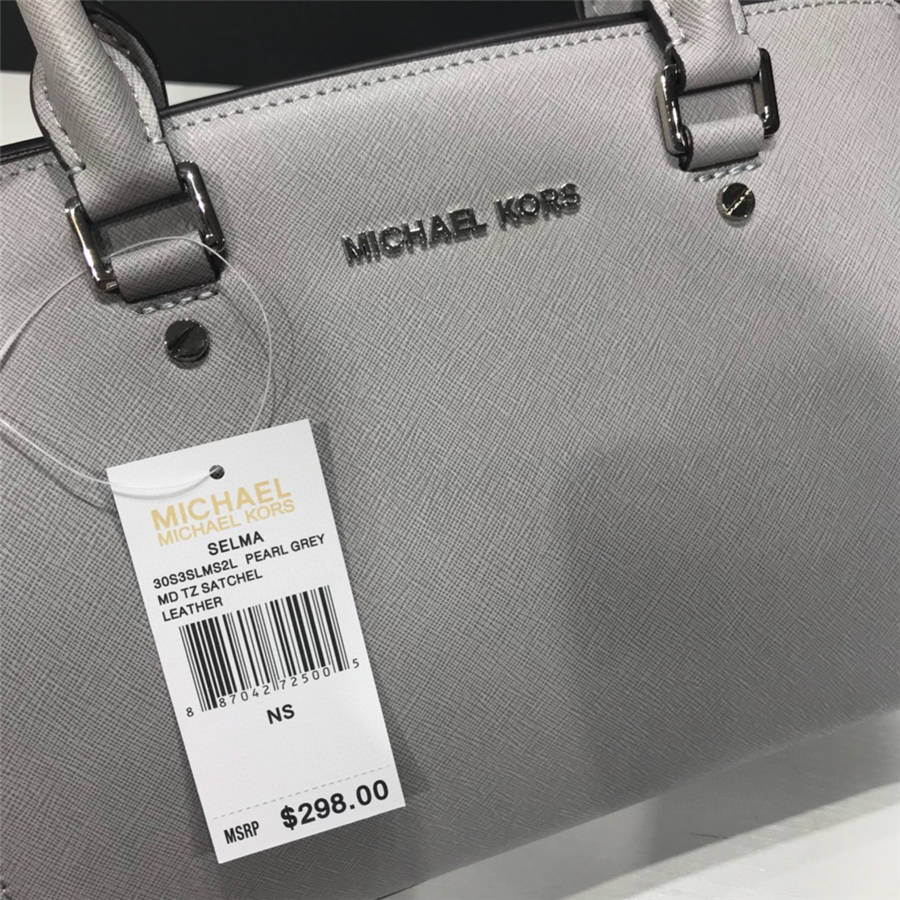 MICHAEL KORS
MICHAEL
MICHAEL KORS
SELMA
30S3SLMS2L PEARL GREY
MD TZ SATCHEL
LEATHER
8 87042 72500 5
NS
MSRP $298.00